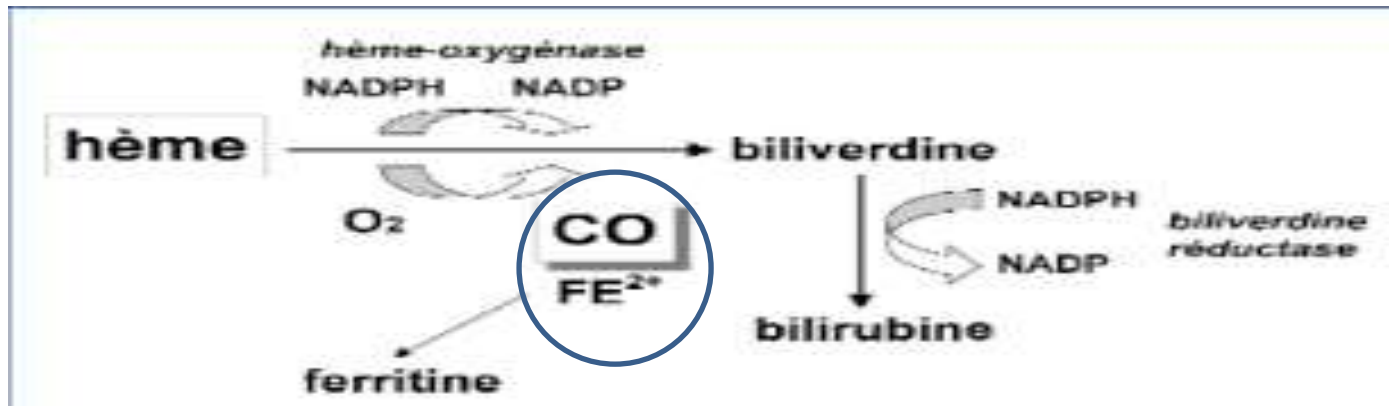 hème-oxygénase
NADPH NADP
hème
biliverdine
O₂
CO
FE²⁺
NADPH
NADP
biliverdine
réductase
bilirubine
ferritine